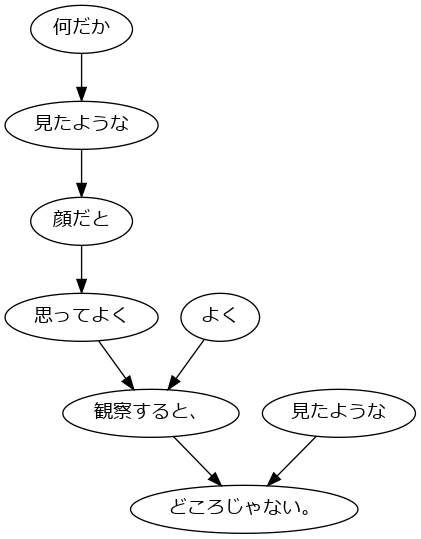 何だか
見たような
顔だと
思ってよく
よく
観察すると、
見たような
どころじゃない。